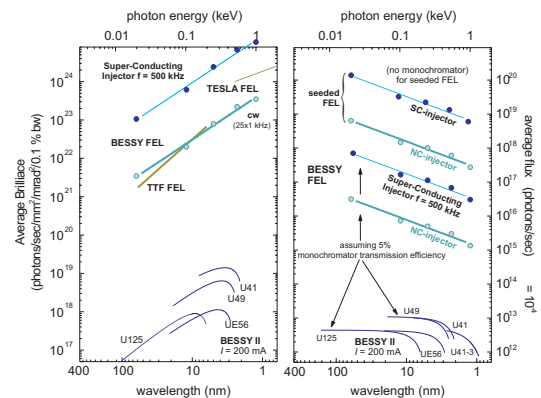 photon energy (keV)
0.01
0.1
1
Super-Conducting
Injector f = 500 kHz
TESLA FEL
BESSY FEL
cw
(25x1 kHz)
TTF FEL
U41
U49
U125
UE56
BESSY II
I = 200 mA
10^24
10^23
10^22
10^21
10^20
10^19
10^18
10^17
Average Brilliace
(photons/sec/mm²/mrad²/0.1 % bw)
400
100
10
1
wavelength (nm)
photon energy (keV)
0.01
0.1
1
(no monochromator)
for seeded FEL
seeded
FEL
SC-injector
NC-injector
BESSY
FEL
Super-Conducting
Injector f = 500 kHz
NC-injector
assuming 5%
monochromator transmission efficiency
U49
U41
U125
BESSY II
I = 200 mA
UE56
U41-3
10^20
10^19
10^18
10^17
10^16
10^15
10^14
10^13
10^12
average flux (photons/sec) = 10^4
400
100
10
1
wavelength (nm)